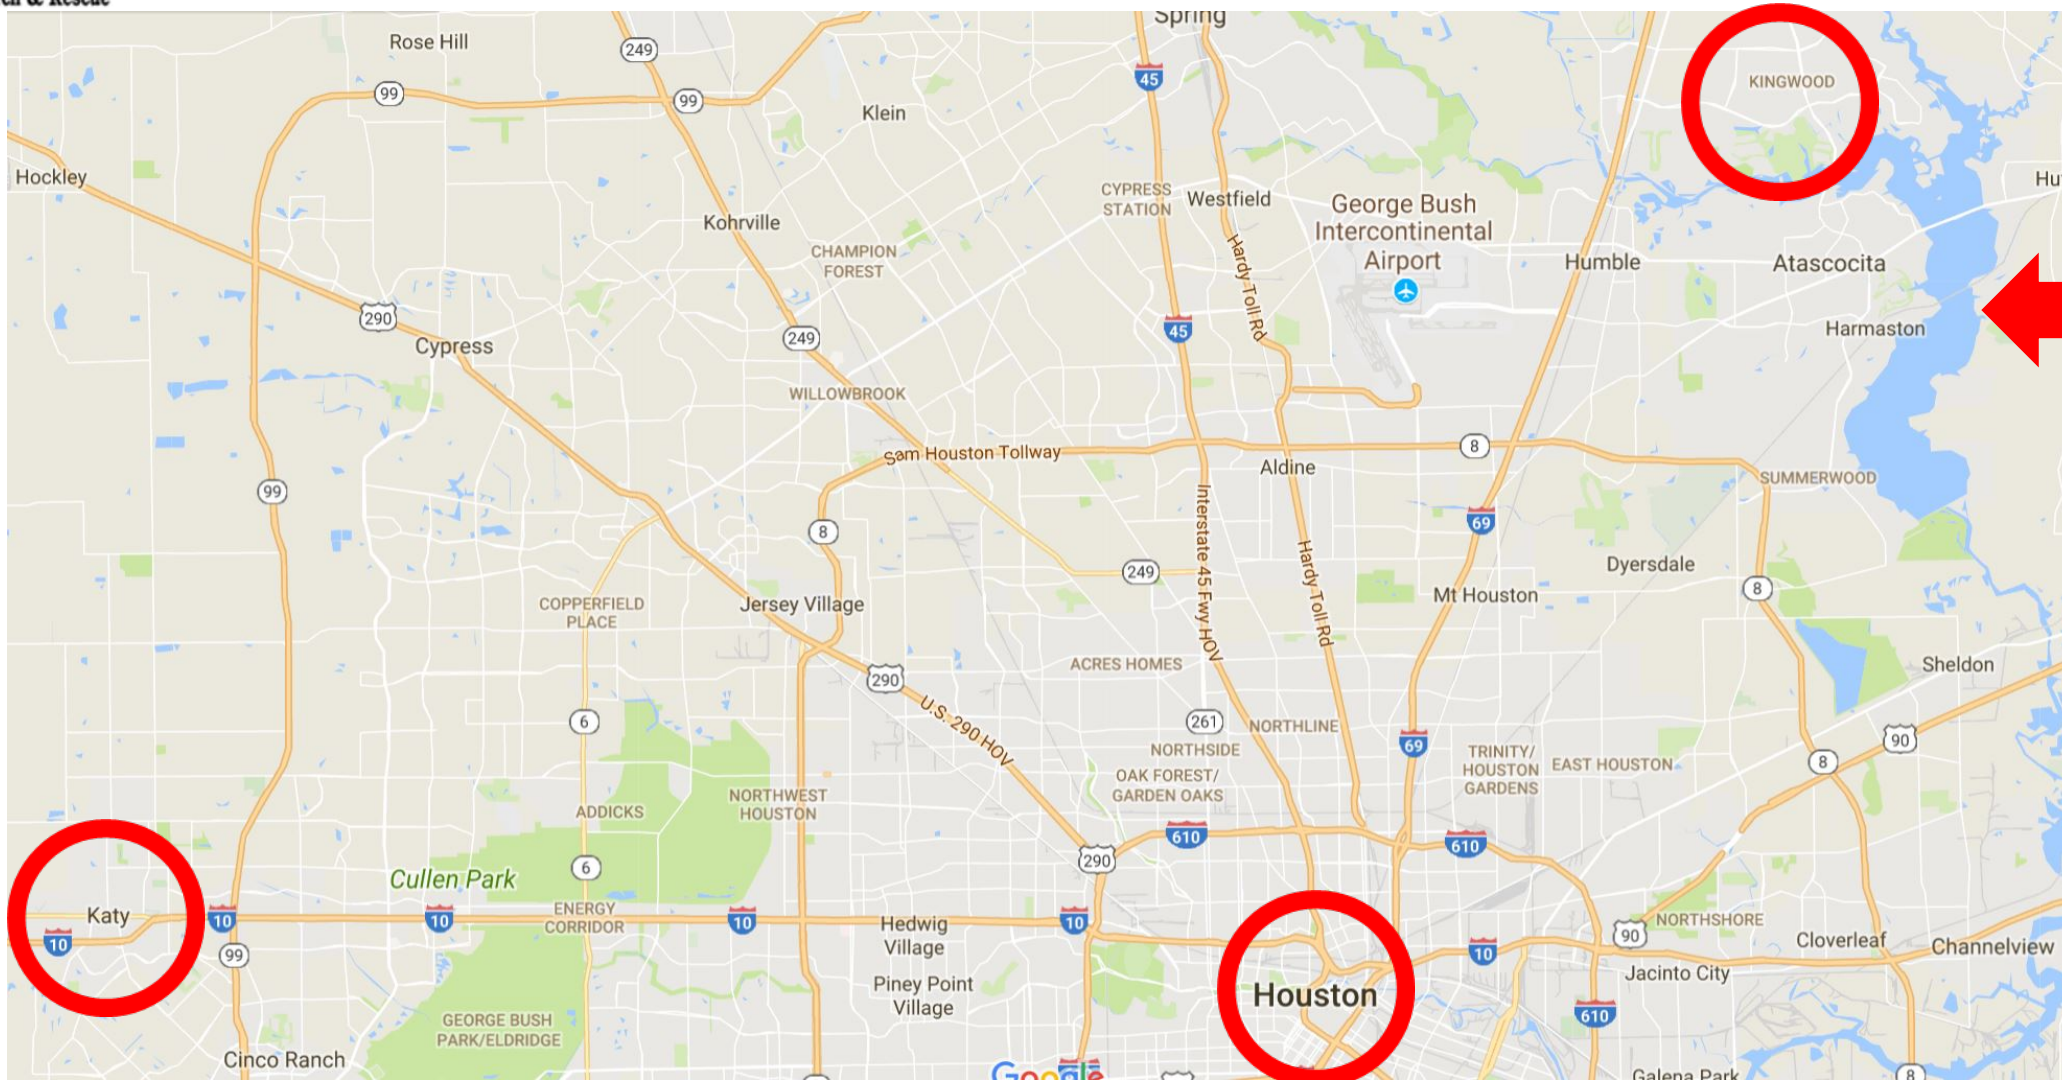 & Rescue
Spring
Rose Hill
249
45
KINGWOOD
99
99
Klein
Hockley
CYPRESS
STATION
Westfield
George Bush
Intercontinental
Airport
Kohrville
CHAMPION
FOREST
Hardy Toll Rd
Humble
Atascocita
290
Cypress
249
45
Harmaston
WILLOWBROOK
Sam Houston Tollway
8
Aldine
SUMMERWOOD
99
8
Interstate 45 Fwy HOV
69
Hardy Toll Rd
249
Dyersdale
8
Mt Houston
COPPERFIELD
PLACE
Jersey Village
ACRES HOMES
Sheldon
290
U.S. 290 HOV
6
261
NORTHLINE
69
90
NORTHSIDE
TRINITY/
HOUSTON
GARDENS
EAST HOUSTON
8
OAK FOREST/
GARDEN OAKS
ADDICKS
NORTHWEST
HOUSTON
610
610
290
6
Cullen Park
Katy
10
10
10
10
10
ENERGY
CORRIDOR
Hedwig
Village
90
NORTHSHORE
Cloverleaf
Channelview
99
10
Jacinto City
Piney Point
Village
Houston
610
GEORGE BUSH
PARK/ELDRIDGE
Cinco Ranch
Google
Galena Park
8